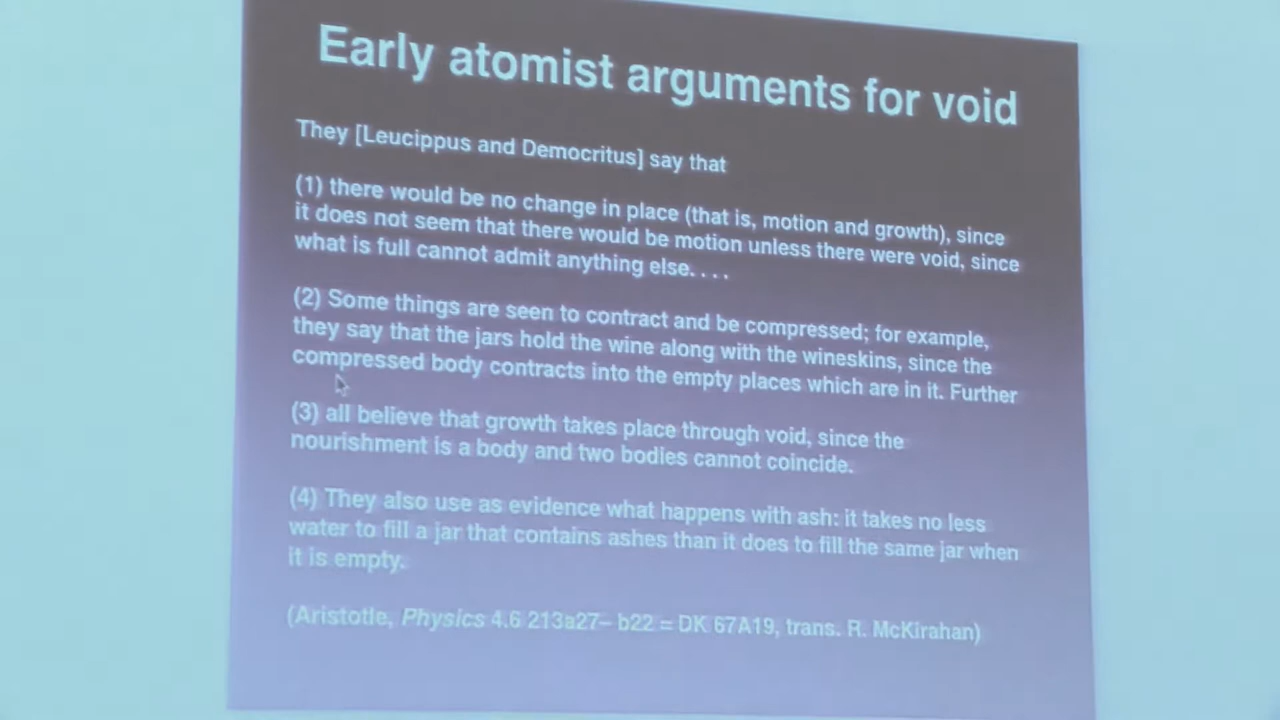 Early atomist arguments for void
They [Leucippus and Democritus] say that
(1) there would be no change in place (that is, motion and growth), since
it does not seem that there would be motion unless there were void, since
what is full cannot admit anything else. . . .
(2) Some things are seen to contract and be compressed; for example,
they say that the jars hold the wine along with the wineskins, since the
compressed body contracts into the empty places which are in it. Further
(3) all believe that growth takes place through void, since the
nourishment is a body and two bodies cannot coincide.
(4) They also use as evidence what happens with ash: it takes no less
water to fill a jar that contains ashes than it does to fill the same jar when
it is empty.
(Aristotle, Physics 4.6 213a27– b22 = DK 67A19, trans. R. McKirahan)